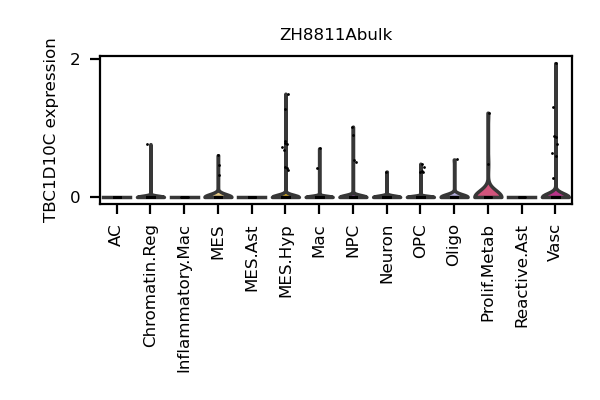 ZH8811Abulk
TBC1D10C expression
2
0
AC
Chromatin.Reg
Inflammatory.Mac
MES
MES.Ast
MES.Hyp
Mac
NPC
Neuron
OPC
Oligo
Prolif.Metab
Reactive.Ast
Vasc